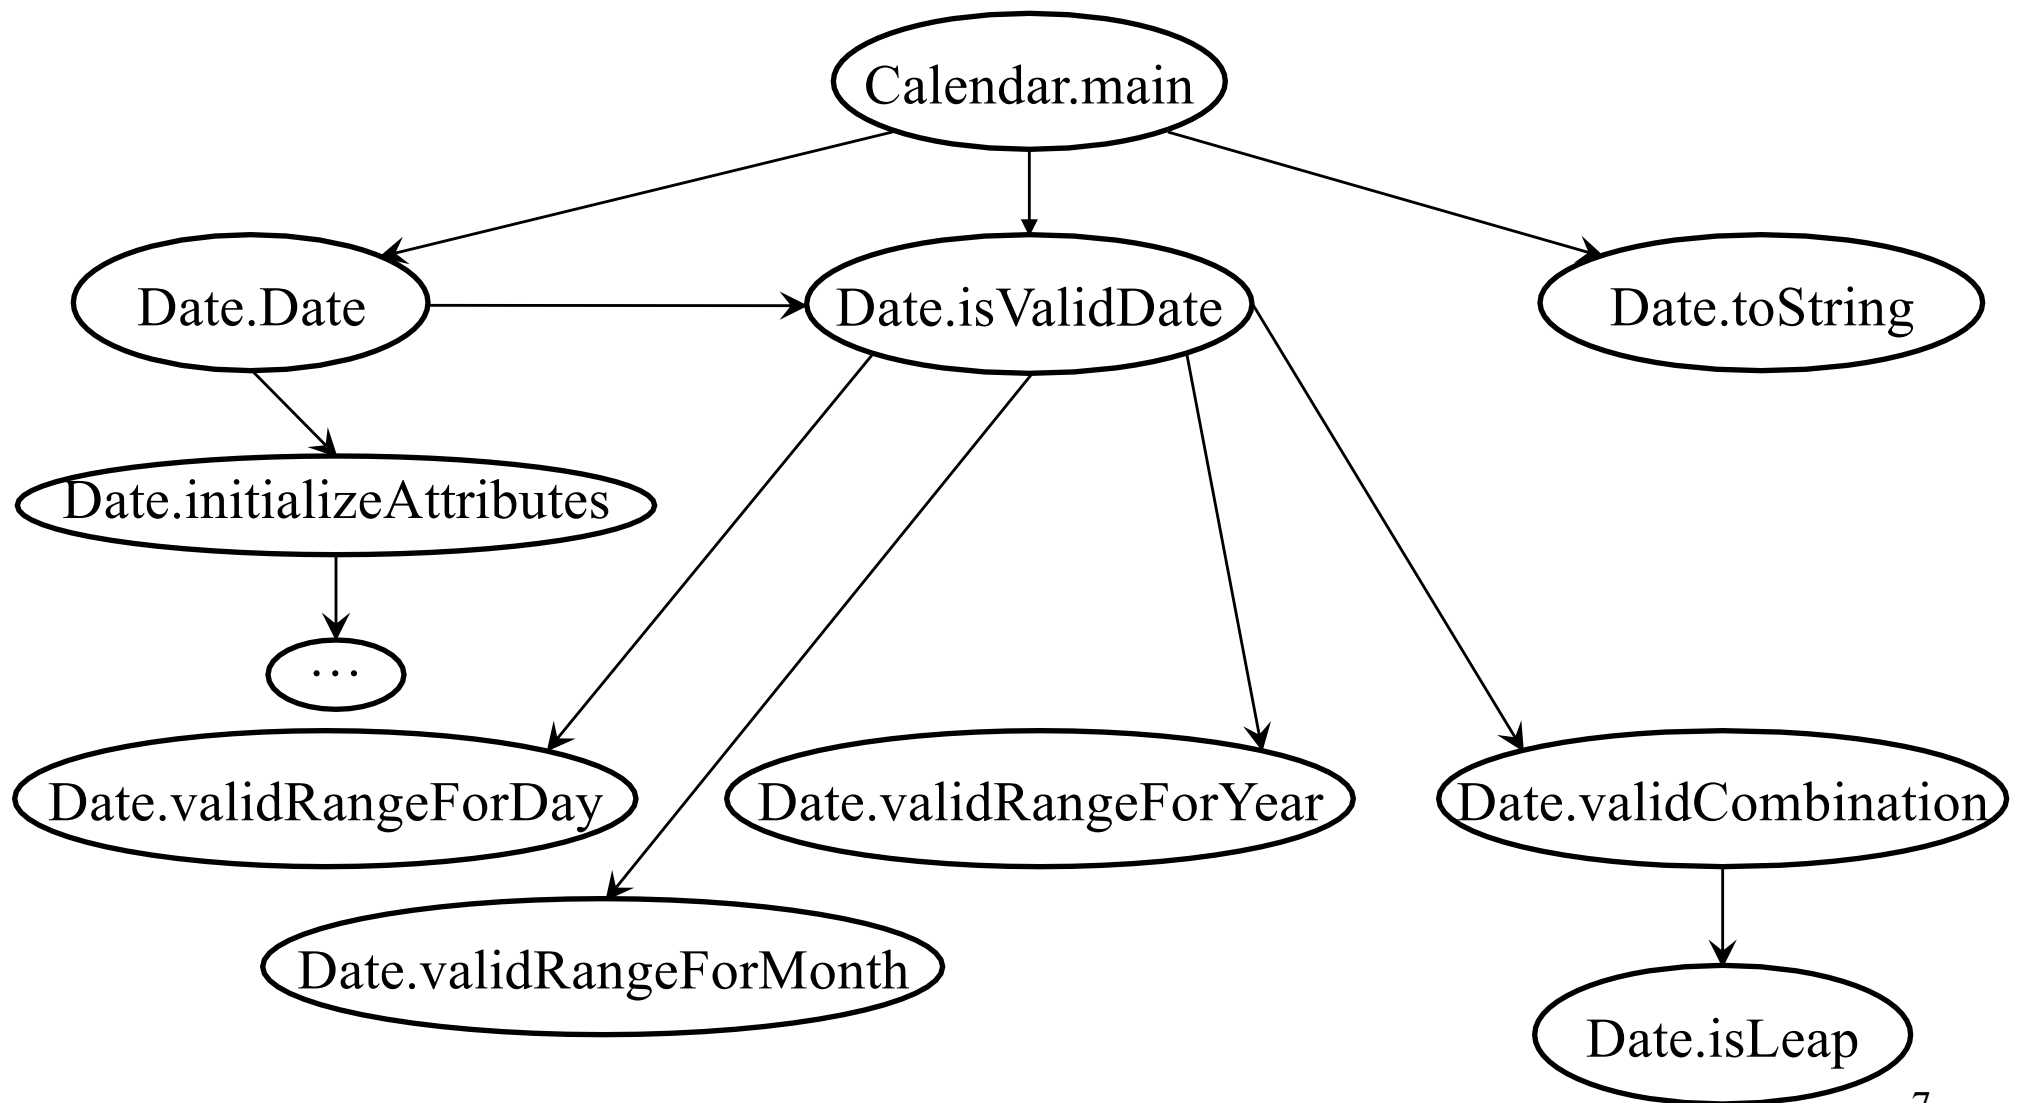 Calendar.main
Date.Date
Date.isValidDate
Date.toString
Date.initializeAttributes
…
Date.validRangeForDay
Date.validRangeForYear
Date.validCombination
Date.validRangeForMonth
Date.isLeap
7